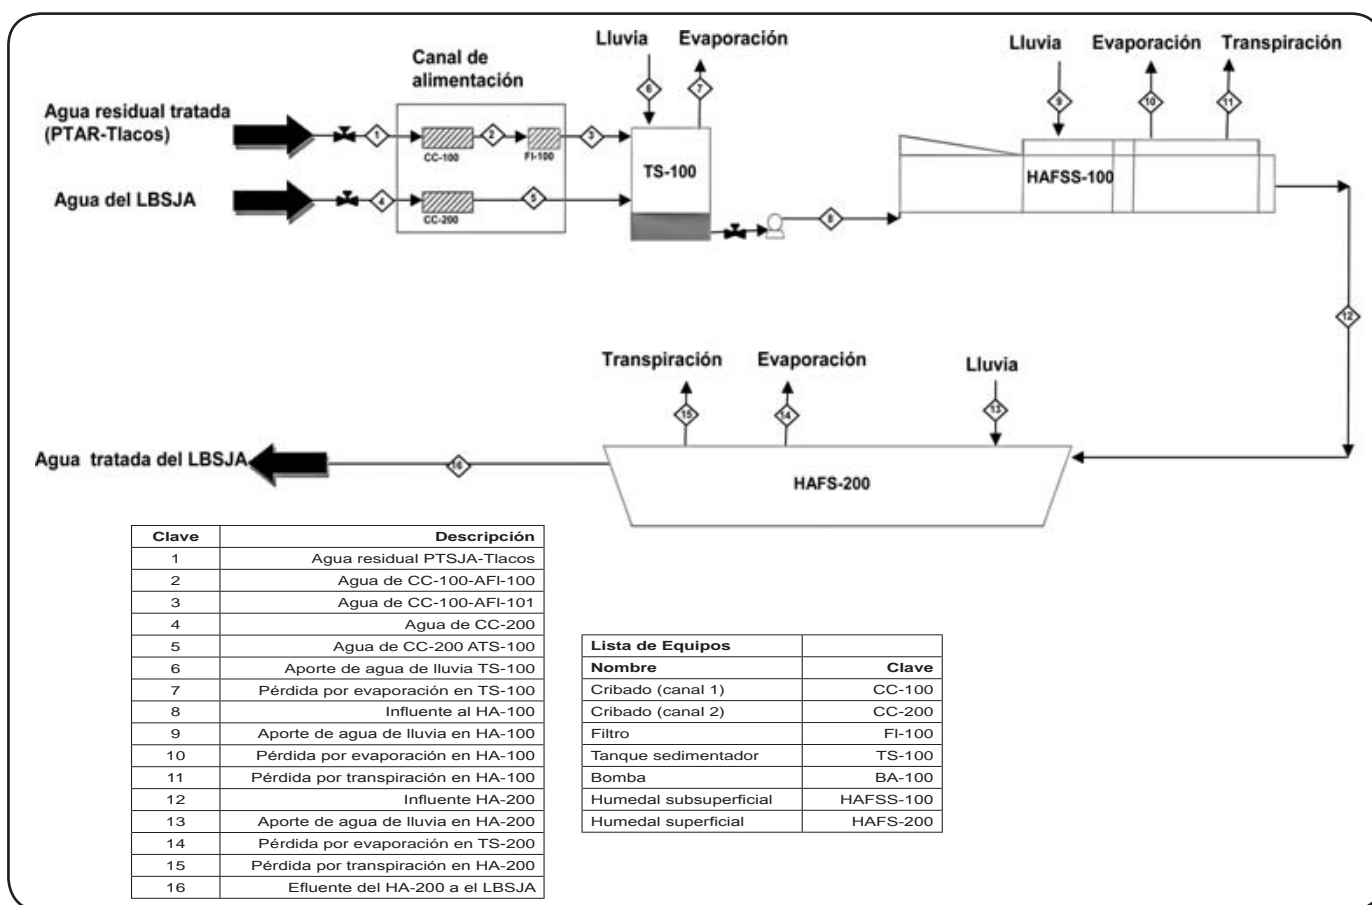 Lluvia Evaporación
Lluvia Evaporación Transpiración
Canal de
alimentación
Agua residual tratada
(PTAR-Tlacos)
Agua del LBSJA
1
2
3
4
5
6
7
8
9
10
11
12
CC-100
FI-100
CC-200
TS-100
HAFSS-100
Transpiración Evaporación Lluvia
15
14
13
16
Agua tratada del LBSJA
HAFS-200
Clave Descripción
1 Agua residual PTSJA-Tlacos
2 Agua de CC-100-AFI-100
3 Agua de CC-100-AFI-101
4 Agua de CC-200
5 Agua de CC-200 ATS-100
6 Aporte de agua de lluvia TS-100
7 Pérdida por evaporación en TS-100
8 Influente al HA-100
9 Aporte de agua de lluvia en HA-100
10 Pérdida por evaporación en HA-100
11 Pérdida por transpiración en HA-100
12 Influente HA-200
13 Aporte de agua de lluvia en HA-200
14 Pérdida por evaporación en TS-200
15 Pérdida por transpiración en HA-200
16 Efluente del HA-200 a el LBSJA
Lista de Equipos
Nombre Clave
Cribado (canal 1) CC-100
Cribado (canal 2) CC-200
Filtro FI-100
Tanque sedimentador TS-100
Bomba BA-100
Humedal subsuperficial HAFSS-100
Humedal superficial HAFS-200